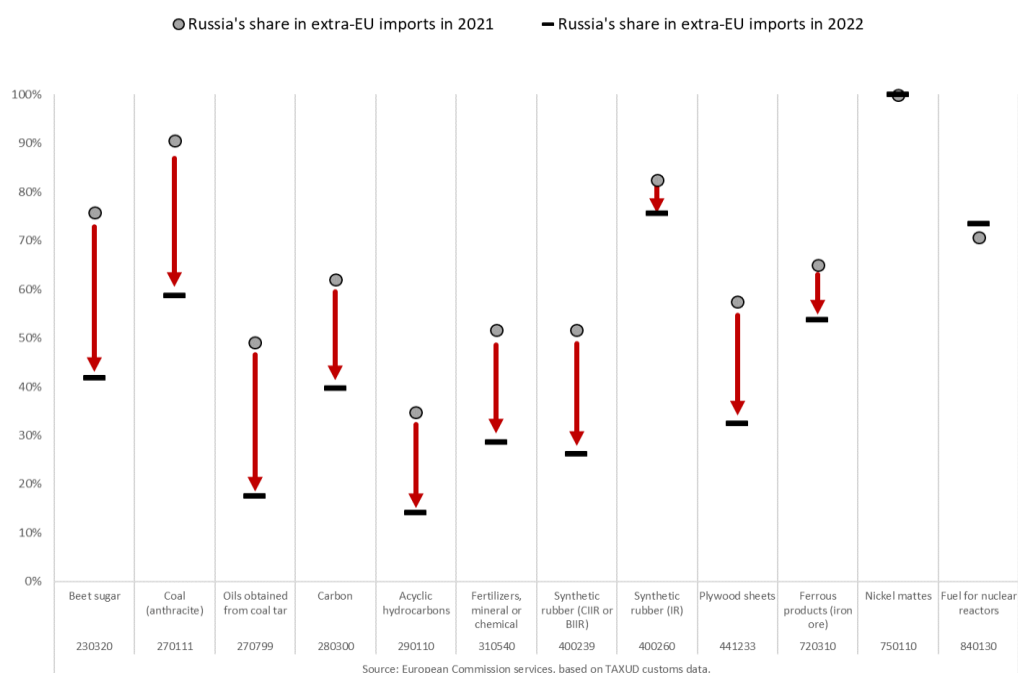 Russia's share in extra-EU imports in 2021
Russia's share in extra-EU imports in 2022
100%
90%
80%
70%
60%
50%
40%
30%
20%
10%
0%
Beet sugar
Coal
(anthracite)
Oils obtained
from coal tar
Carbon
Acyclic
hydrocarbons
Fertilizers,
mineral or
chemical
Synthetic
rubber (CIIR or
BIIR)
Synthetic
rubber (IR)
Plywood sheets
Ferrous
products (iron
ore)
Nickel mattes
Fuel for nuclear
reactors
230320
270111
270799
280300
290110
310540
400239
400260
441233
720310
750110
840130
Source: European Commission services, based on TAXUD customs data.